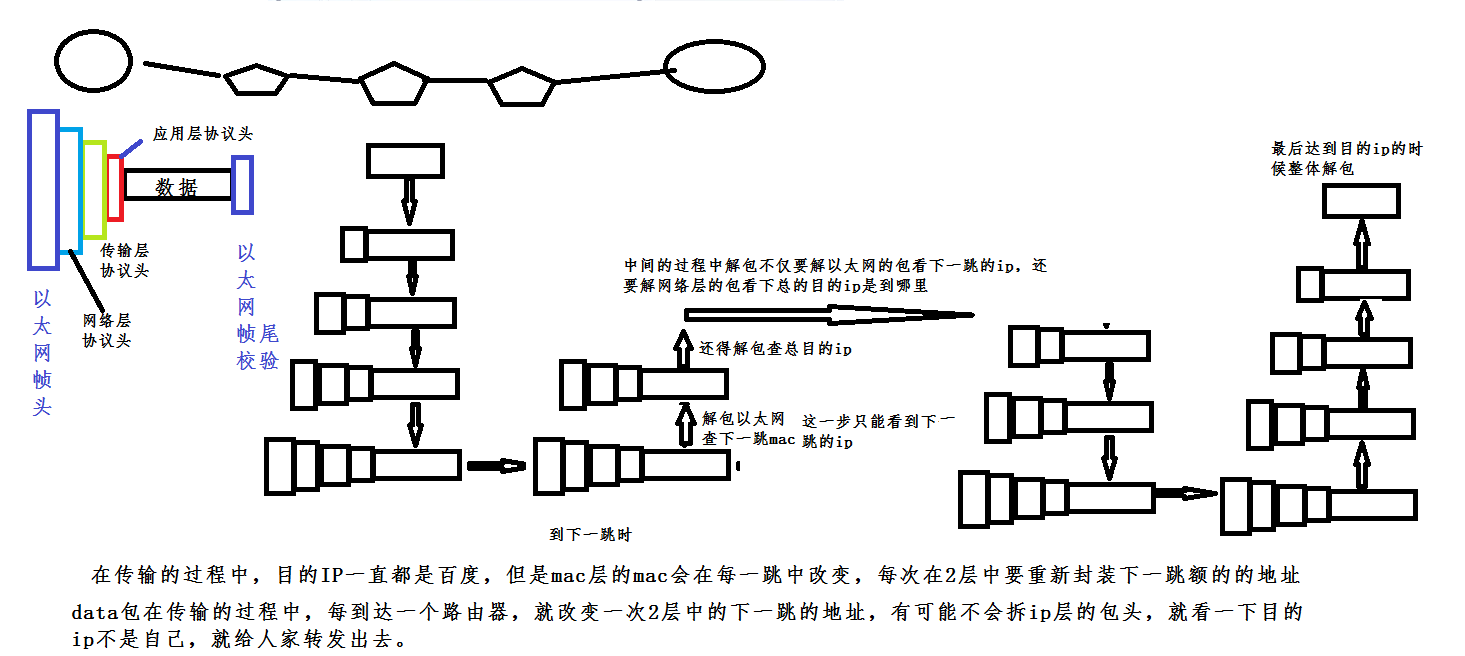 应用层协议头
数据
传输层
协议头
网络层
协议头
以太网帧头
以太网帧尾校验
最后达到目的ip的时
候整体解包
中间的过程中解包不仅要解以太网的包看下一跳的ip，还
要解网络层的包看下总的目的ip是到哪里
还得解包查总目的ip
解包以太网
查下一跳mac
这一步只能看到下一
跳的ip
到下一跳时
在传输的过程中，目的IP一直都是百度，但是mac层的mac会在每一跳中改变，每次在2层中要重新封装下一跳额的的地址
data包在传输的过程中，每到达一个路由器，就改变一次2层中的下一跳的地址，有可能不会拆ip层的包头，就看一下目的
ip不是自己，就给人家转发出去。